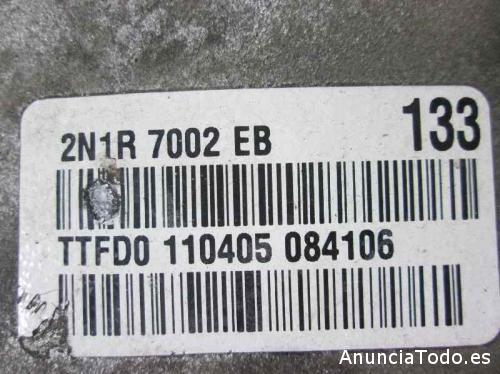 2N1R 7002 EB 133
TTFD0 110405 084106
AnunciaTodo.es